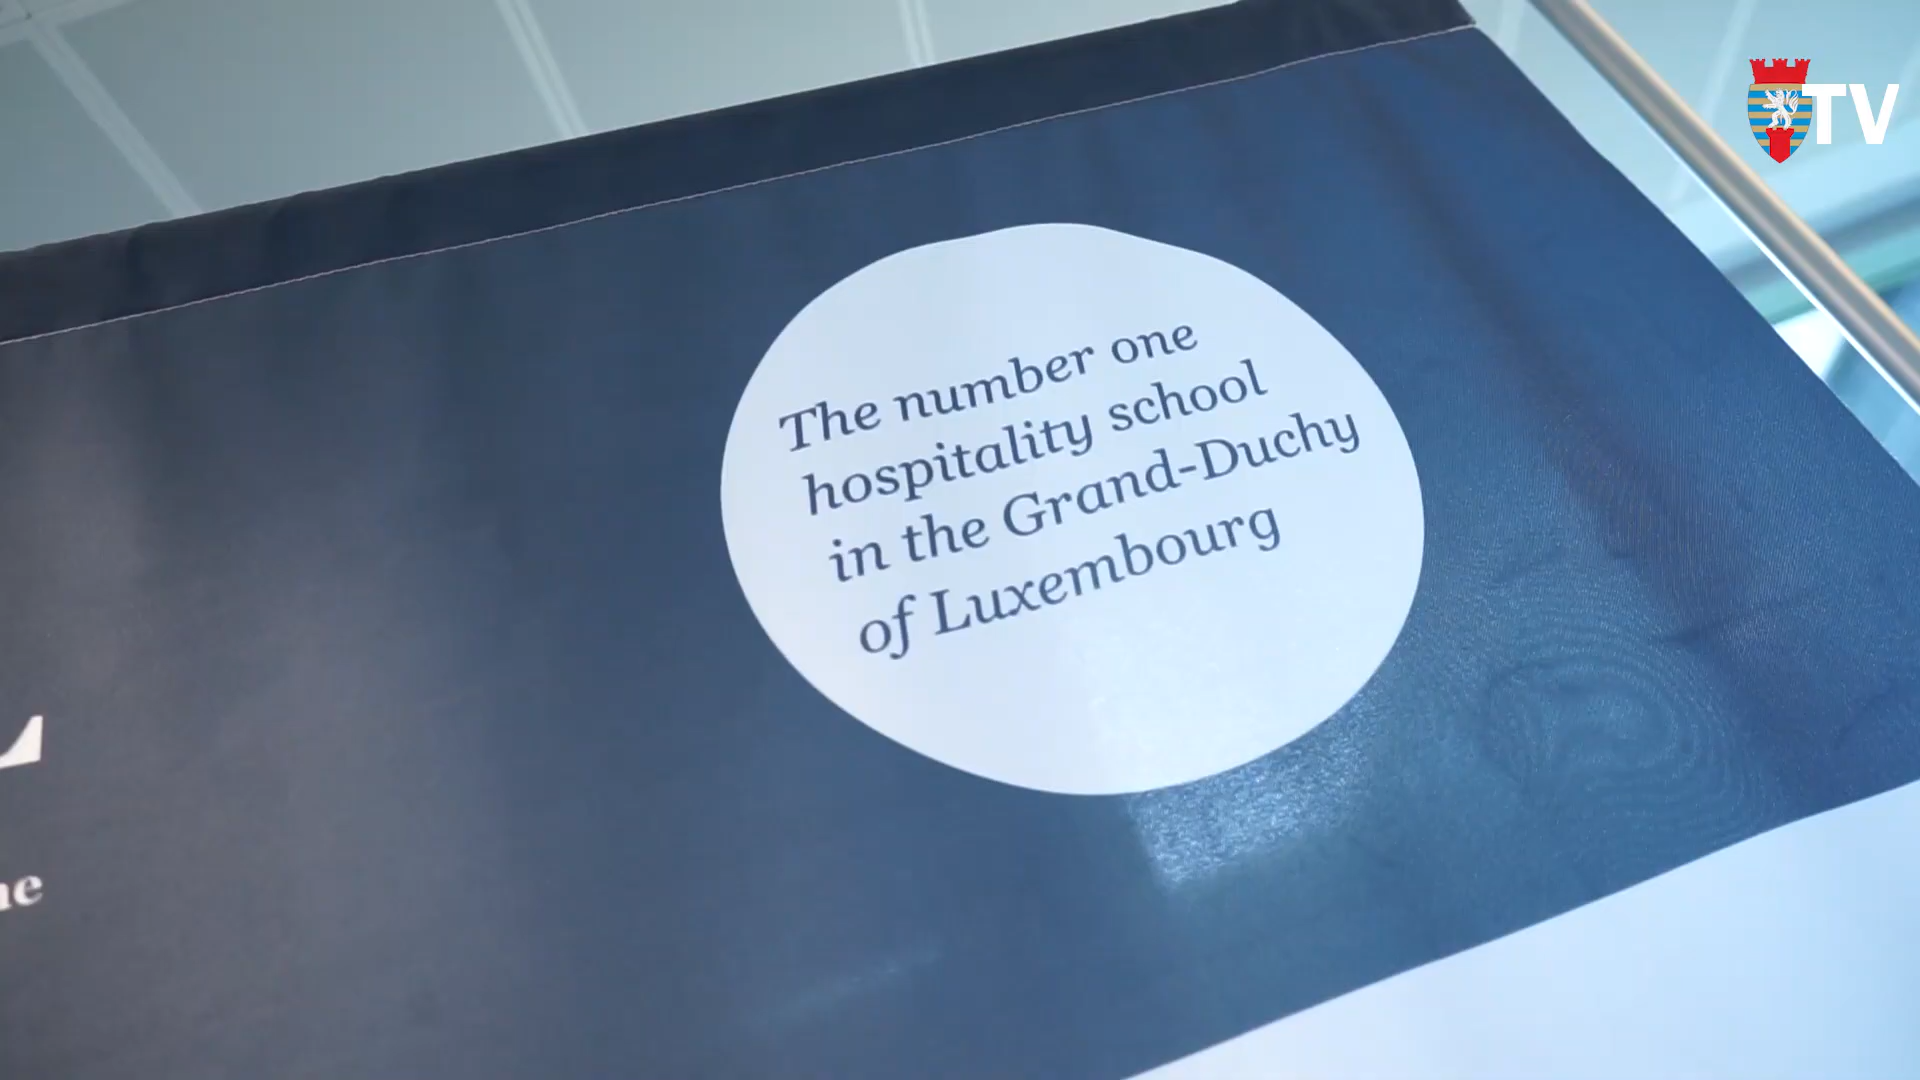 TV
The number one
hospitality school
in the Grand-Duchy
of Luxembourg